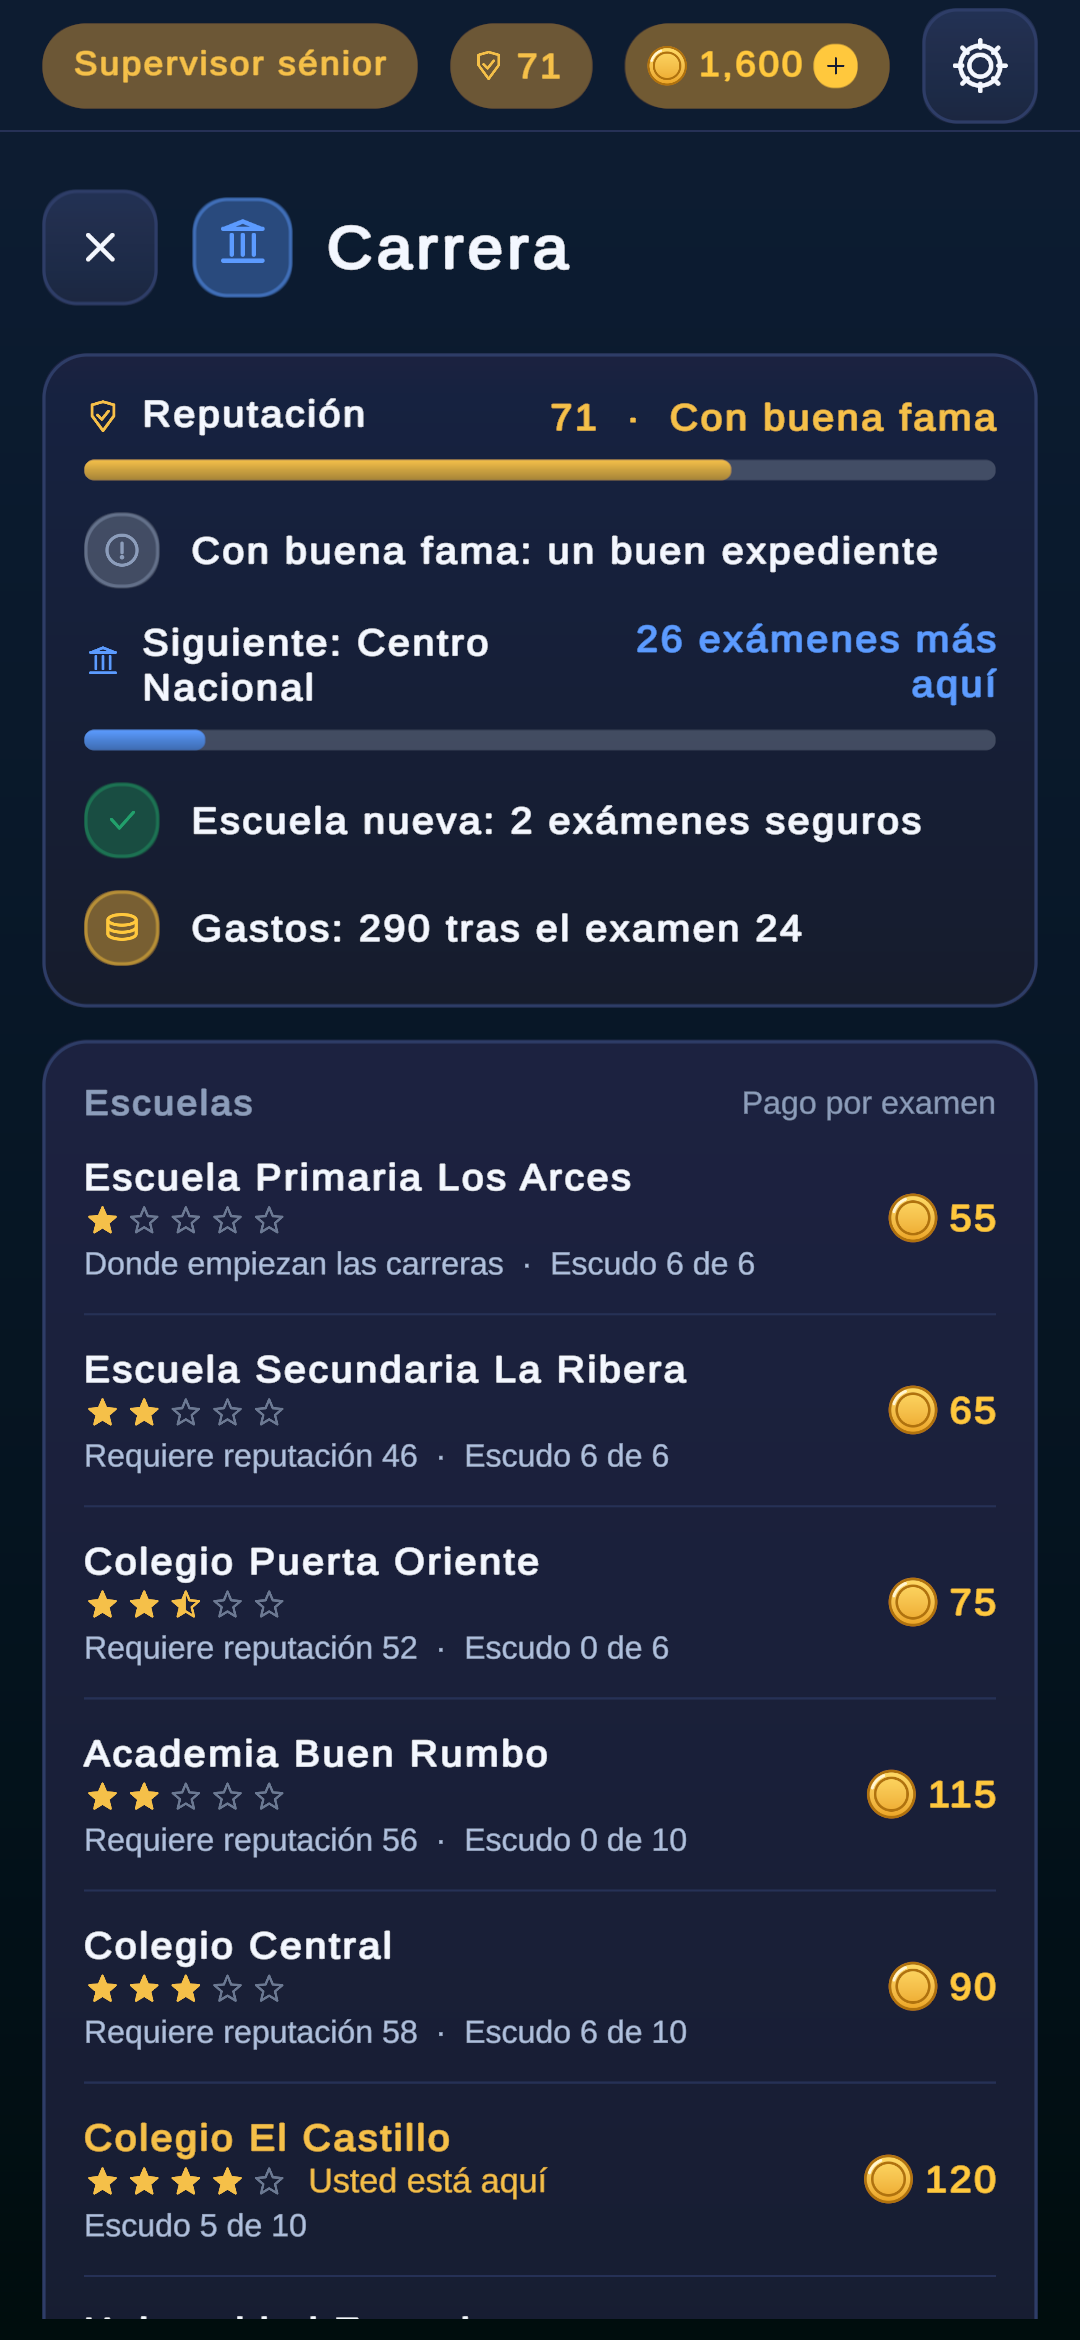 Supervisor sénior
71
1,600
Carrera
Reputación
71 · Con buena fama
Con buena fama: un buen expediente
Siguiente: Centro
Nacional
26 exámenes más
aquí
Escuela nueva: 2 exámenes seguros
Gastos: 290 tras el examen 24
Escuelas
Pago por examen
Escuela Primaria Los Arces
55
Donde empiezan las carreras · Escudo 6 de 6
Escuela Secundaria La Ribera
65
Requiere reputación 46 · Escudo 6 de 6
Colegio Puerta Oriente
75
Requiere reputación 52 · Escudo 0 de 6
Academia Buen Rumbo
115
Requiere reputación 56 · Escudo 0 de 10
Colegio Central
90
Requiere reputación 58 · Escudo 6 de 10
Colegio El Castillo
Usted está aquí
120
Escudo 5 de 10